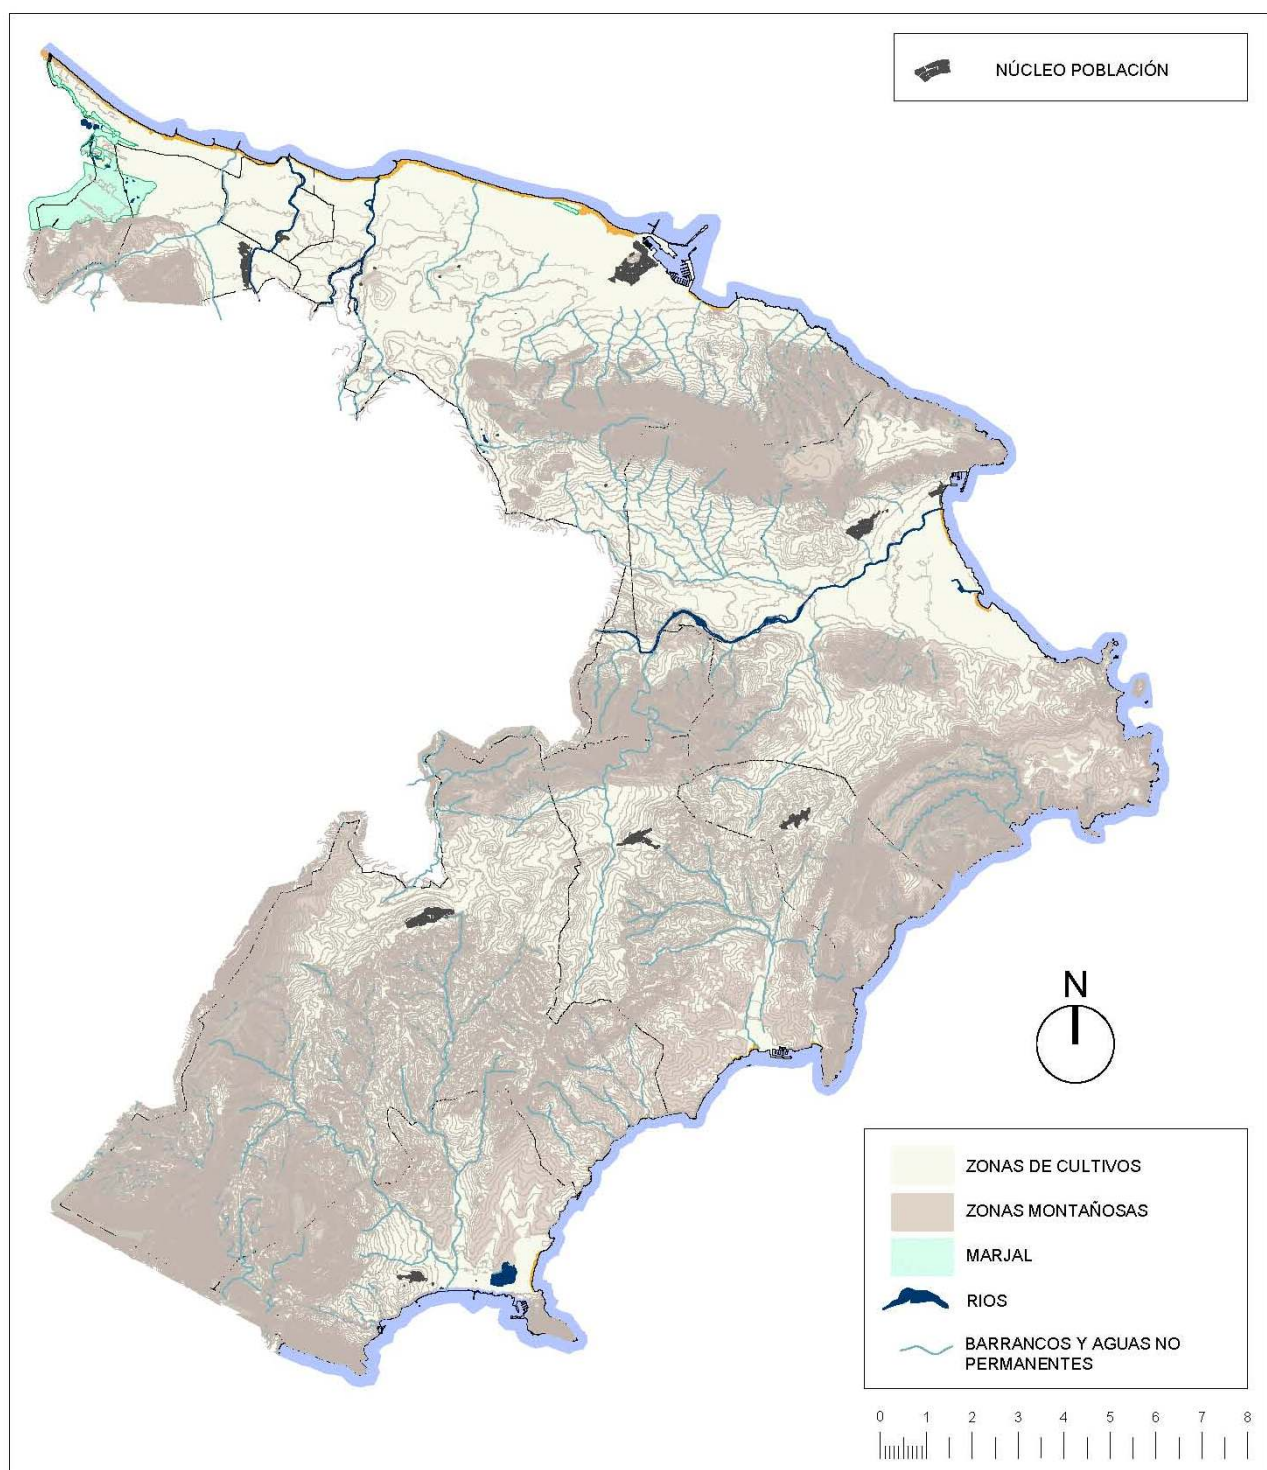 NÚCLEO POBLACIÓN
N
ZONAS DE CULTIVOS
ZONAS MONTAÑOSAS
MARJAL
RIOS
BARRANCOS Y AGUAS NO
PERMANENTES
0 1 2 3 4 5 6 7 8